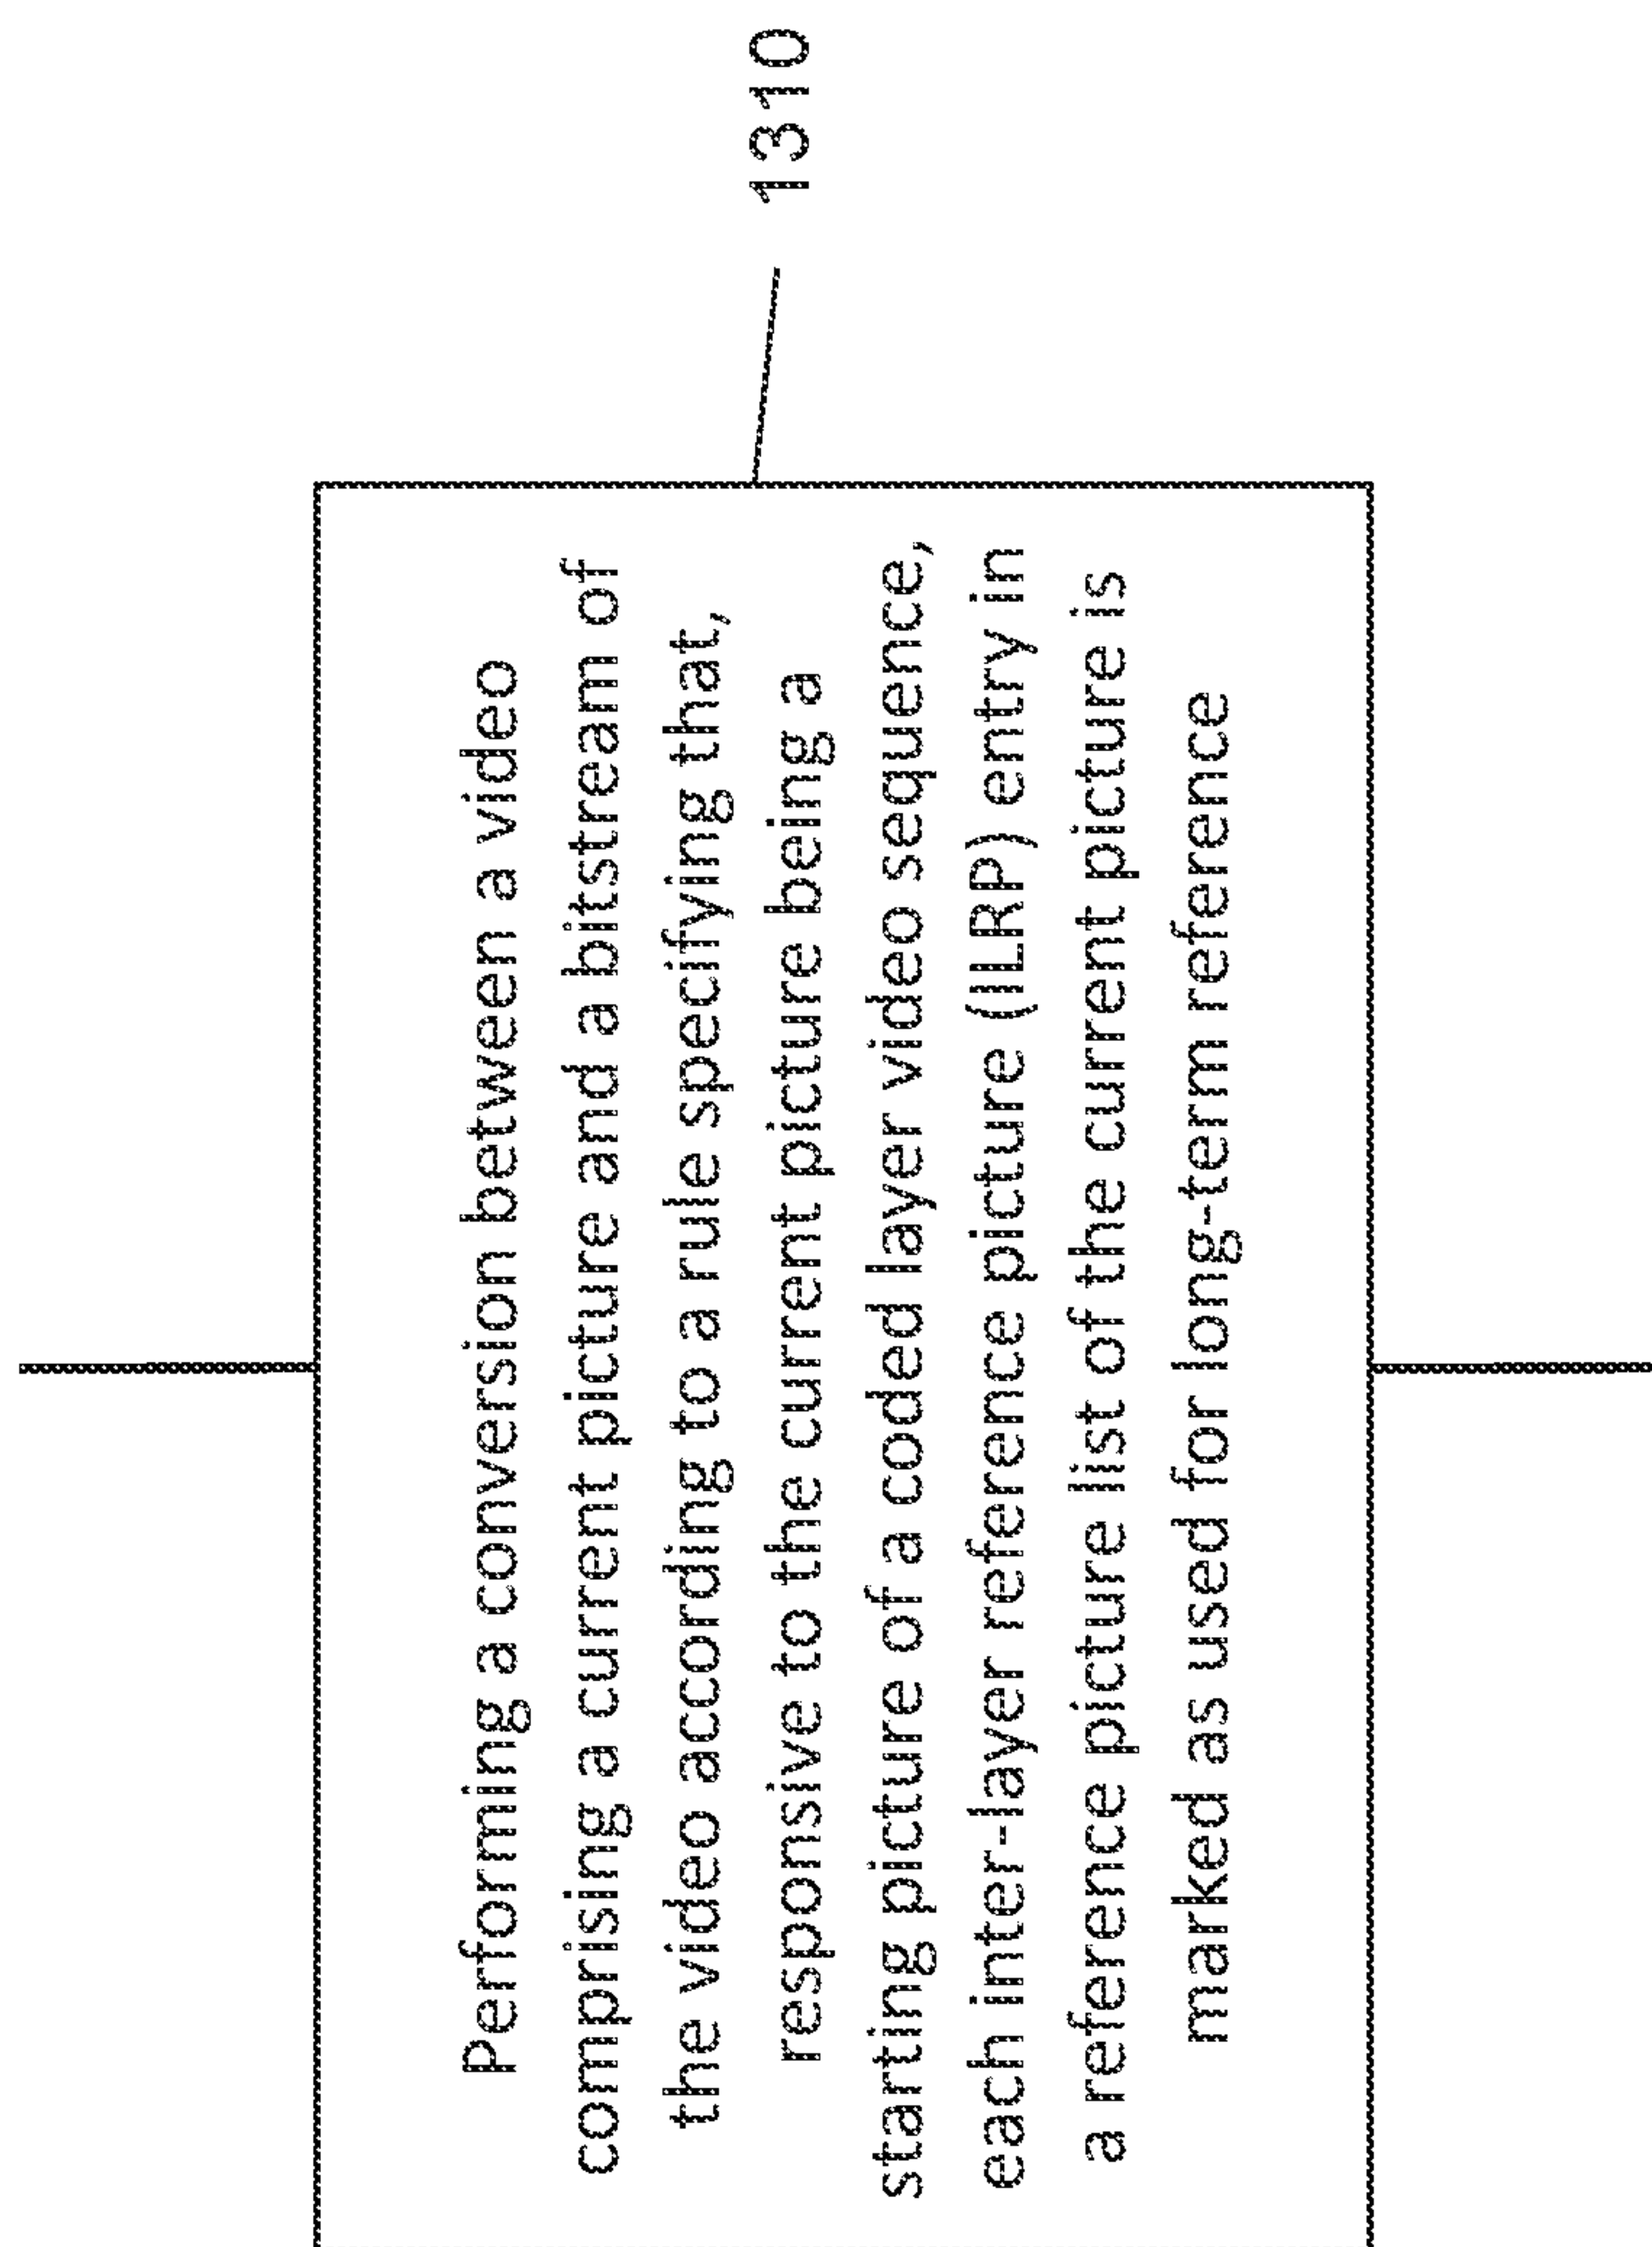 Performing a conversion between a video
comprising a current picture and a bitstream of
the video according to a rule specifying that,
responsive to the current picture being a
starting picture of a coded layer video sequence,
each inter-layer reference picture (ILRP) entry in
a reference picture list of the current picture is
marked as used for long-term reference
1310